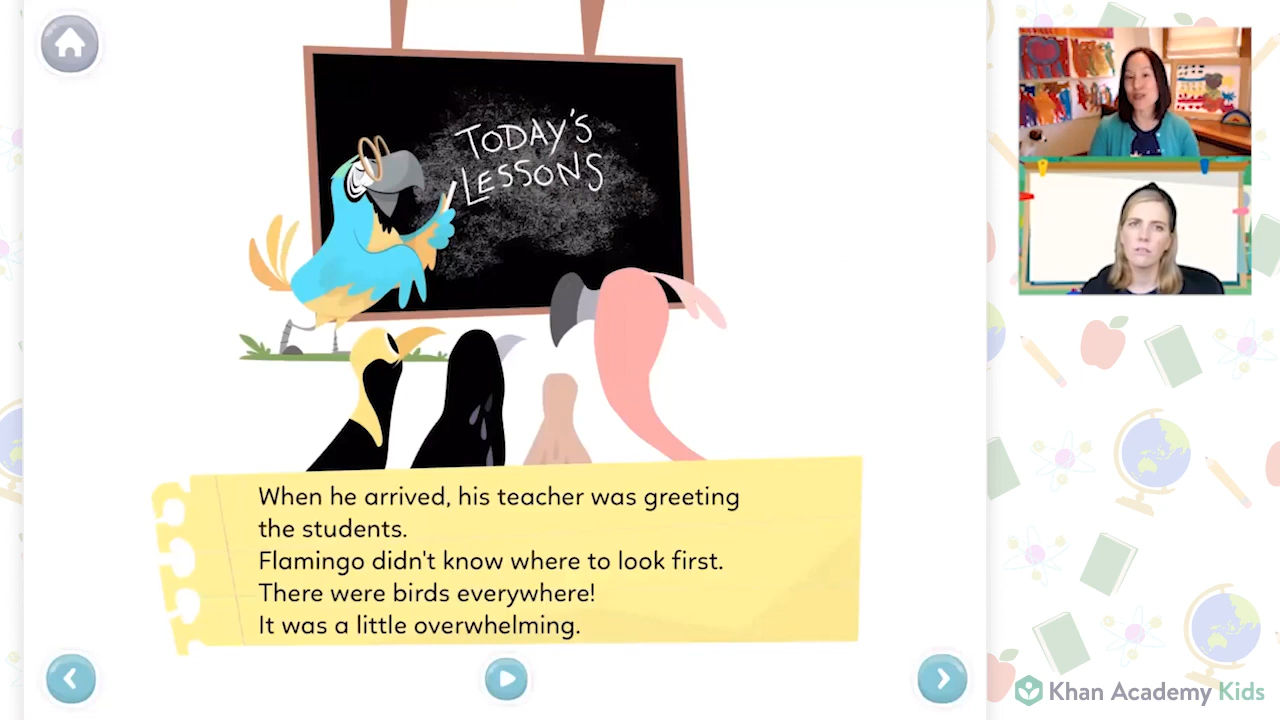 TODAY'S
LESSONS
When he arrived, his teacher was greeting
the students.
Flamingo didn't know where to look first.
There were birds everywhere!
It was a little overwhelming.
Khan Academy Kids